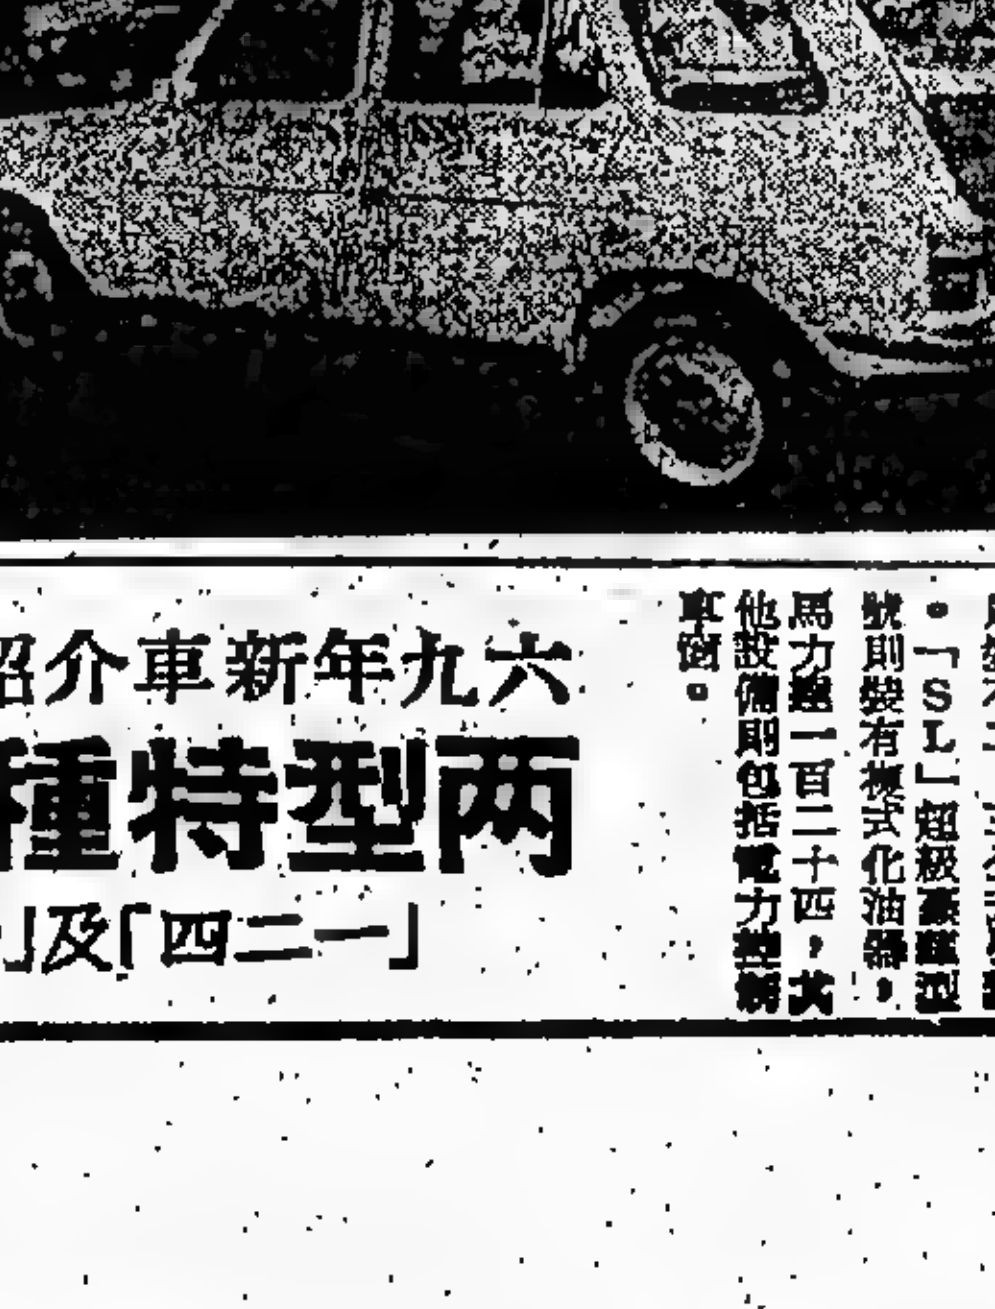 。「SL」超級豪華型
號則裝有式化油器,
馬力達一百二十四,其
他設備則包括電力控制
車窗。
六九年新車介紹
两型特種
「一二四」及「